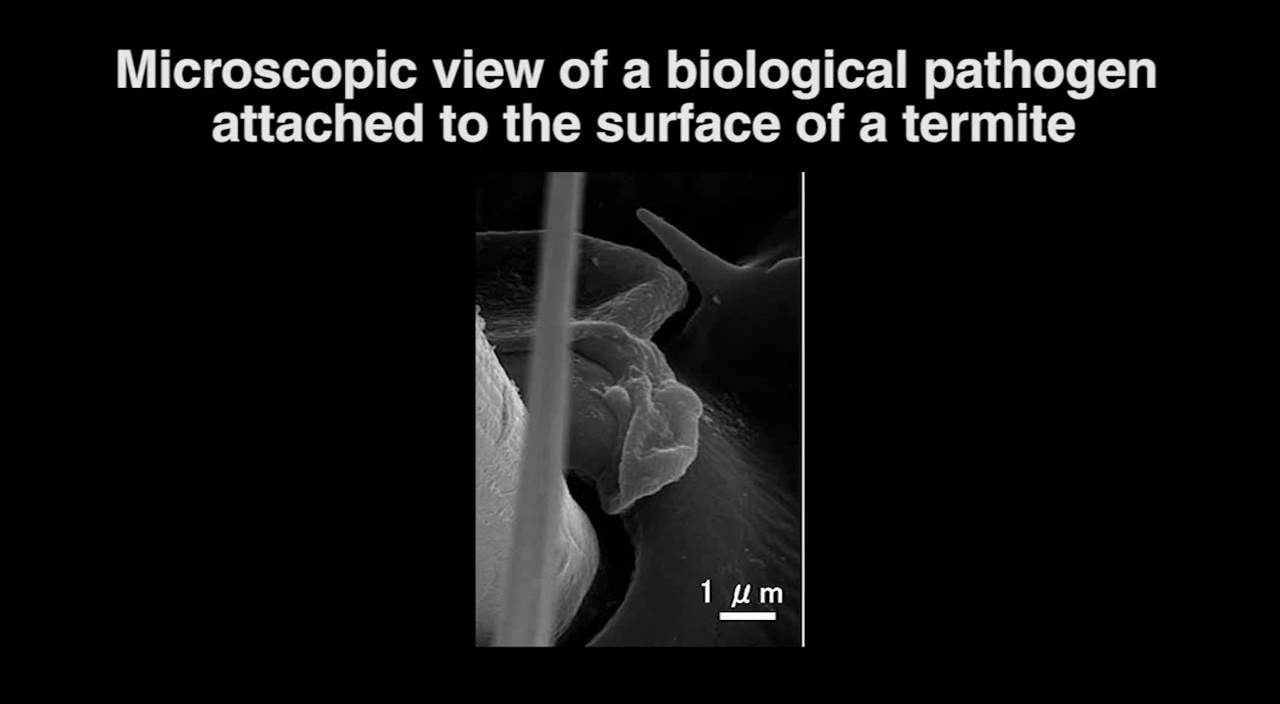 Microscopic view of a biological pathogen
attached to the surface of a termite
1 μm